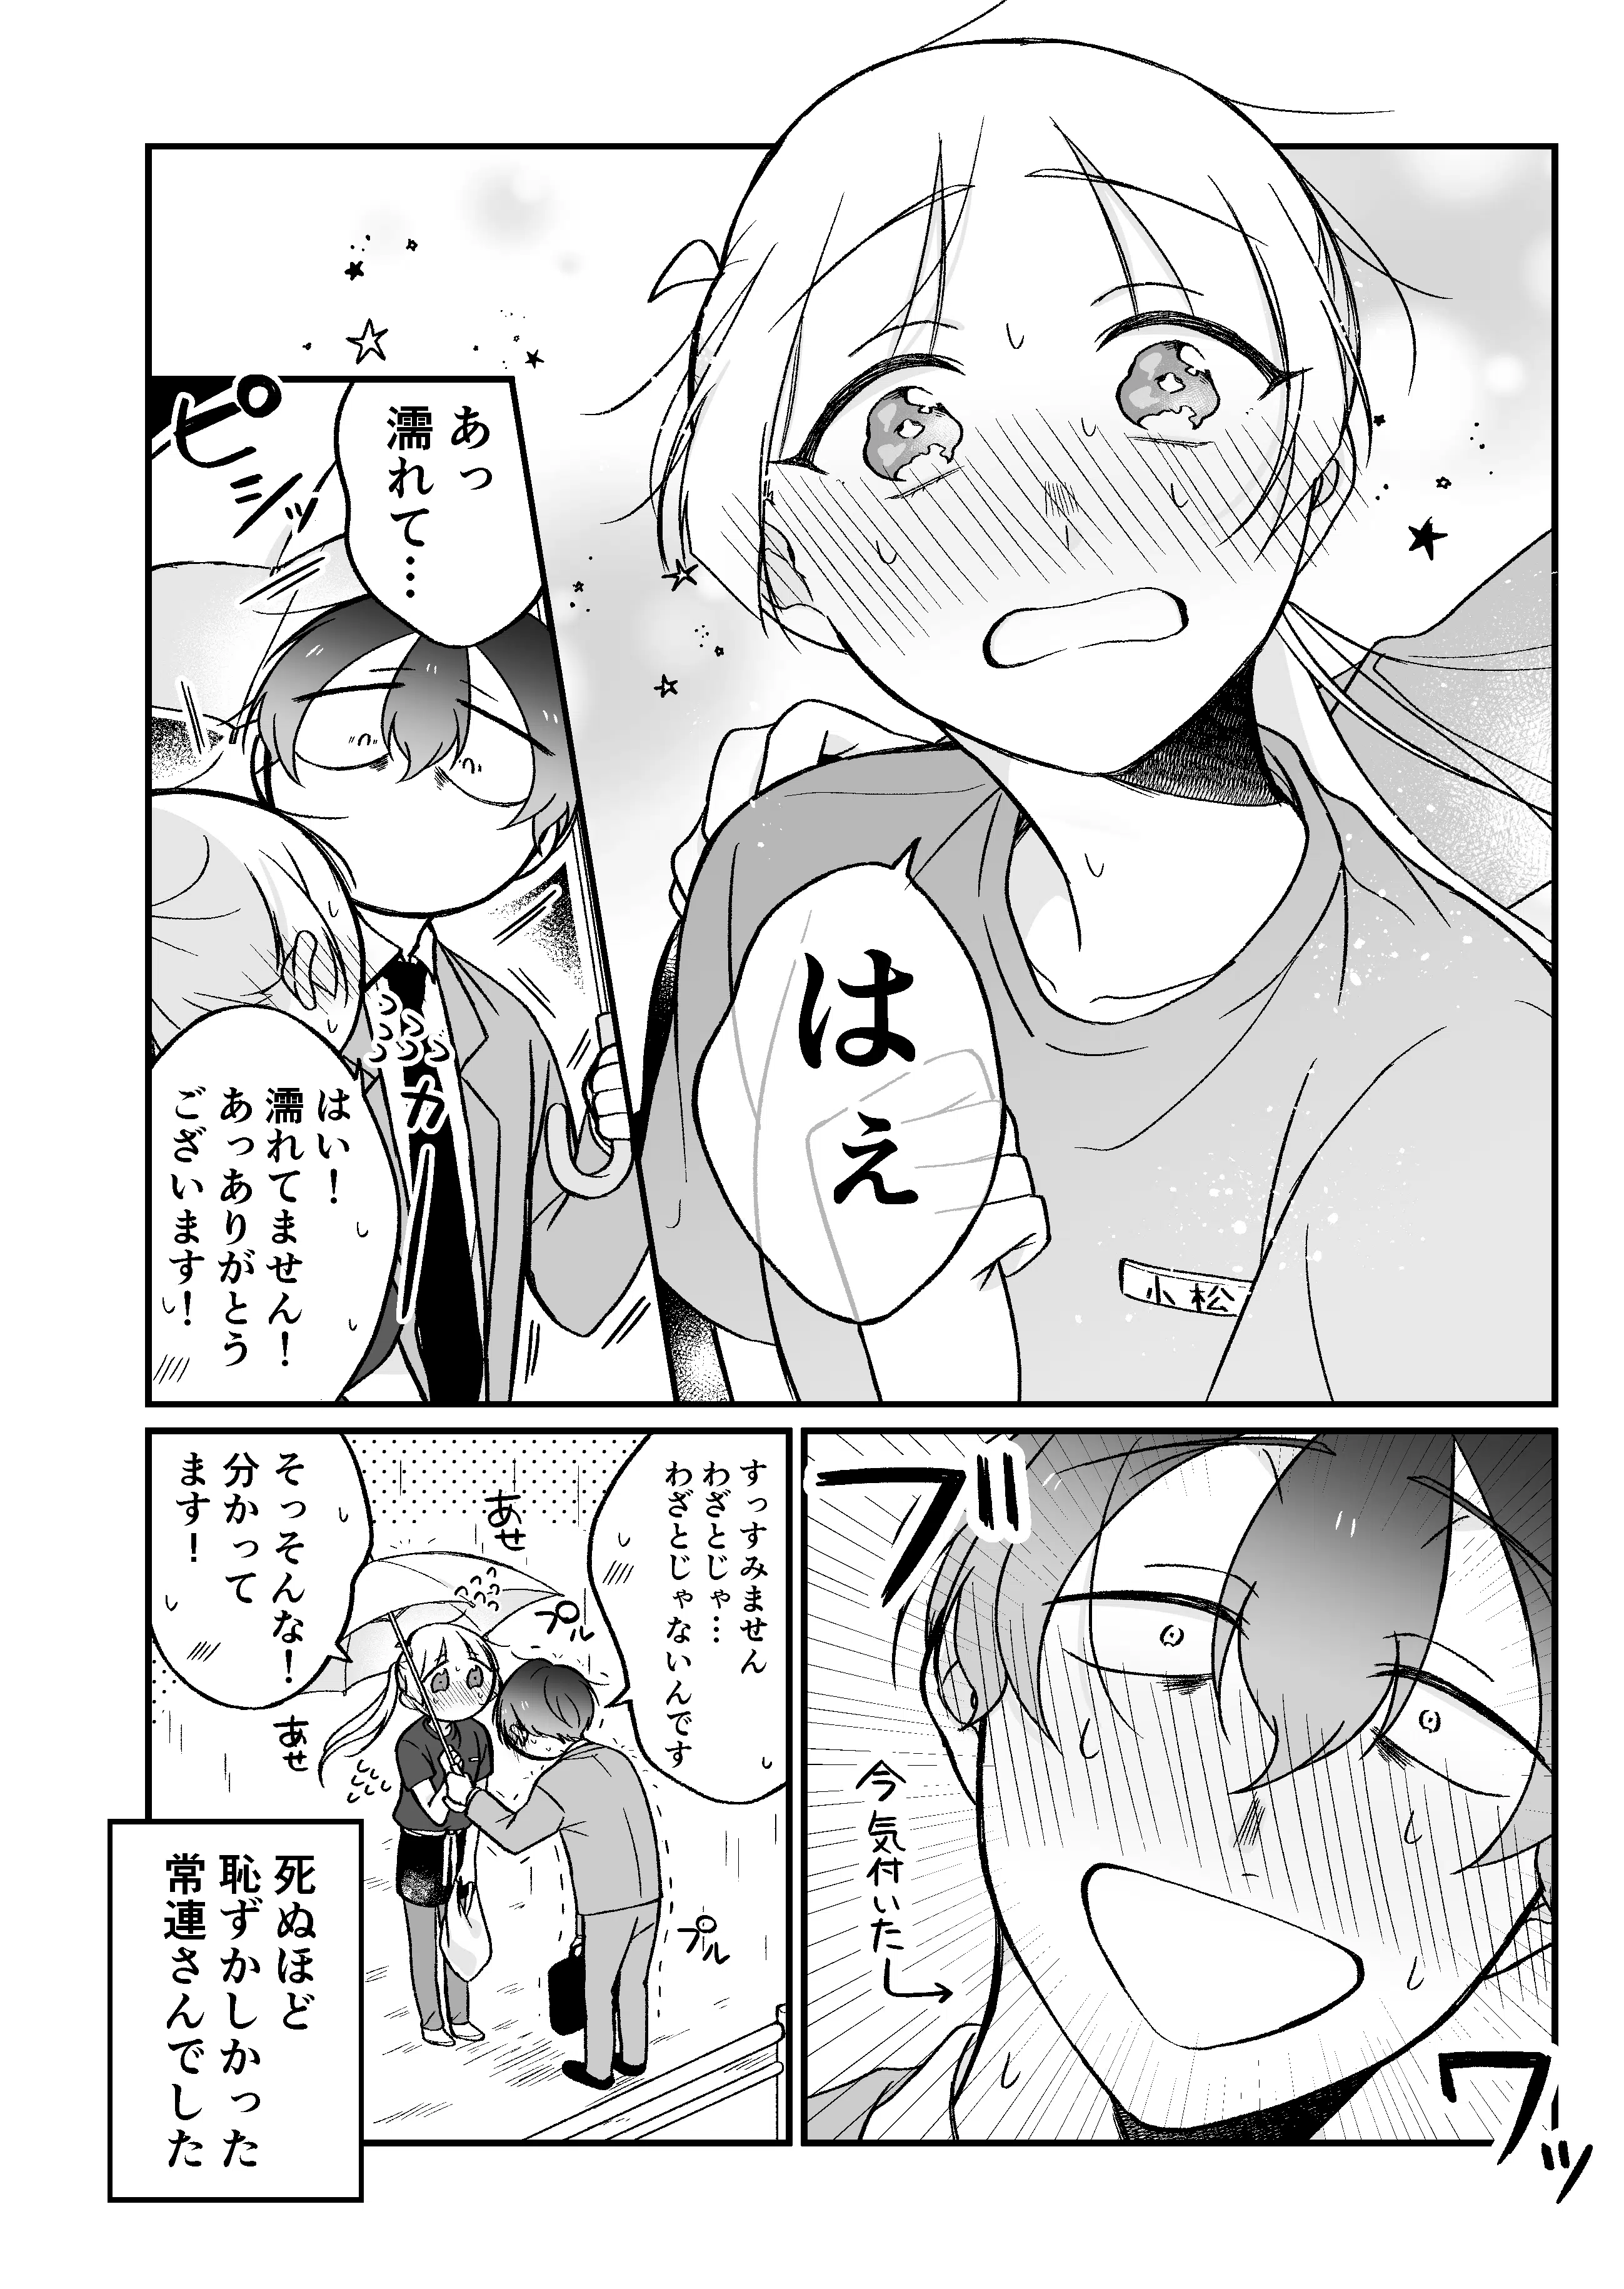 はぇ
小松
あっ
濡れて…
ピシッ
カー
はい！
濡れてません！
あっありがとう
ございます！
ブワッ
今気付いた
すっすみません
わざとじゃ…
わざとじゃないんです
プル
プル
あせ
あせ
そっそんな！
分かって
ます！
死ぬほど
恥ずかしかった
常連さんでした